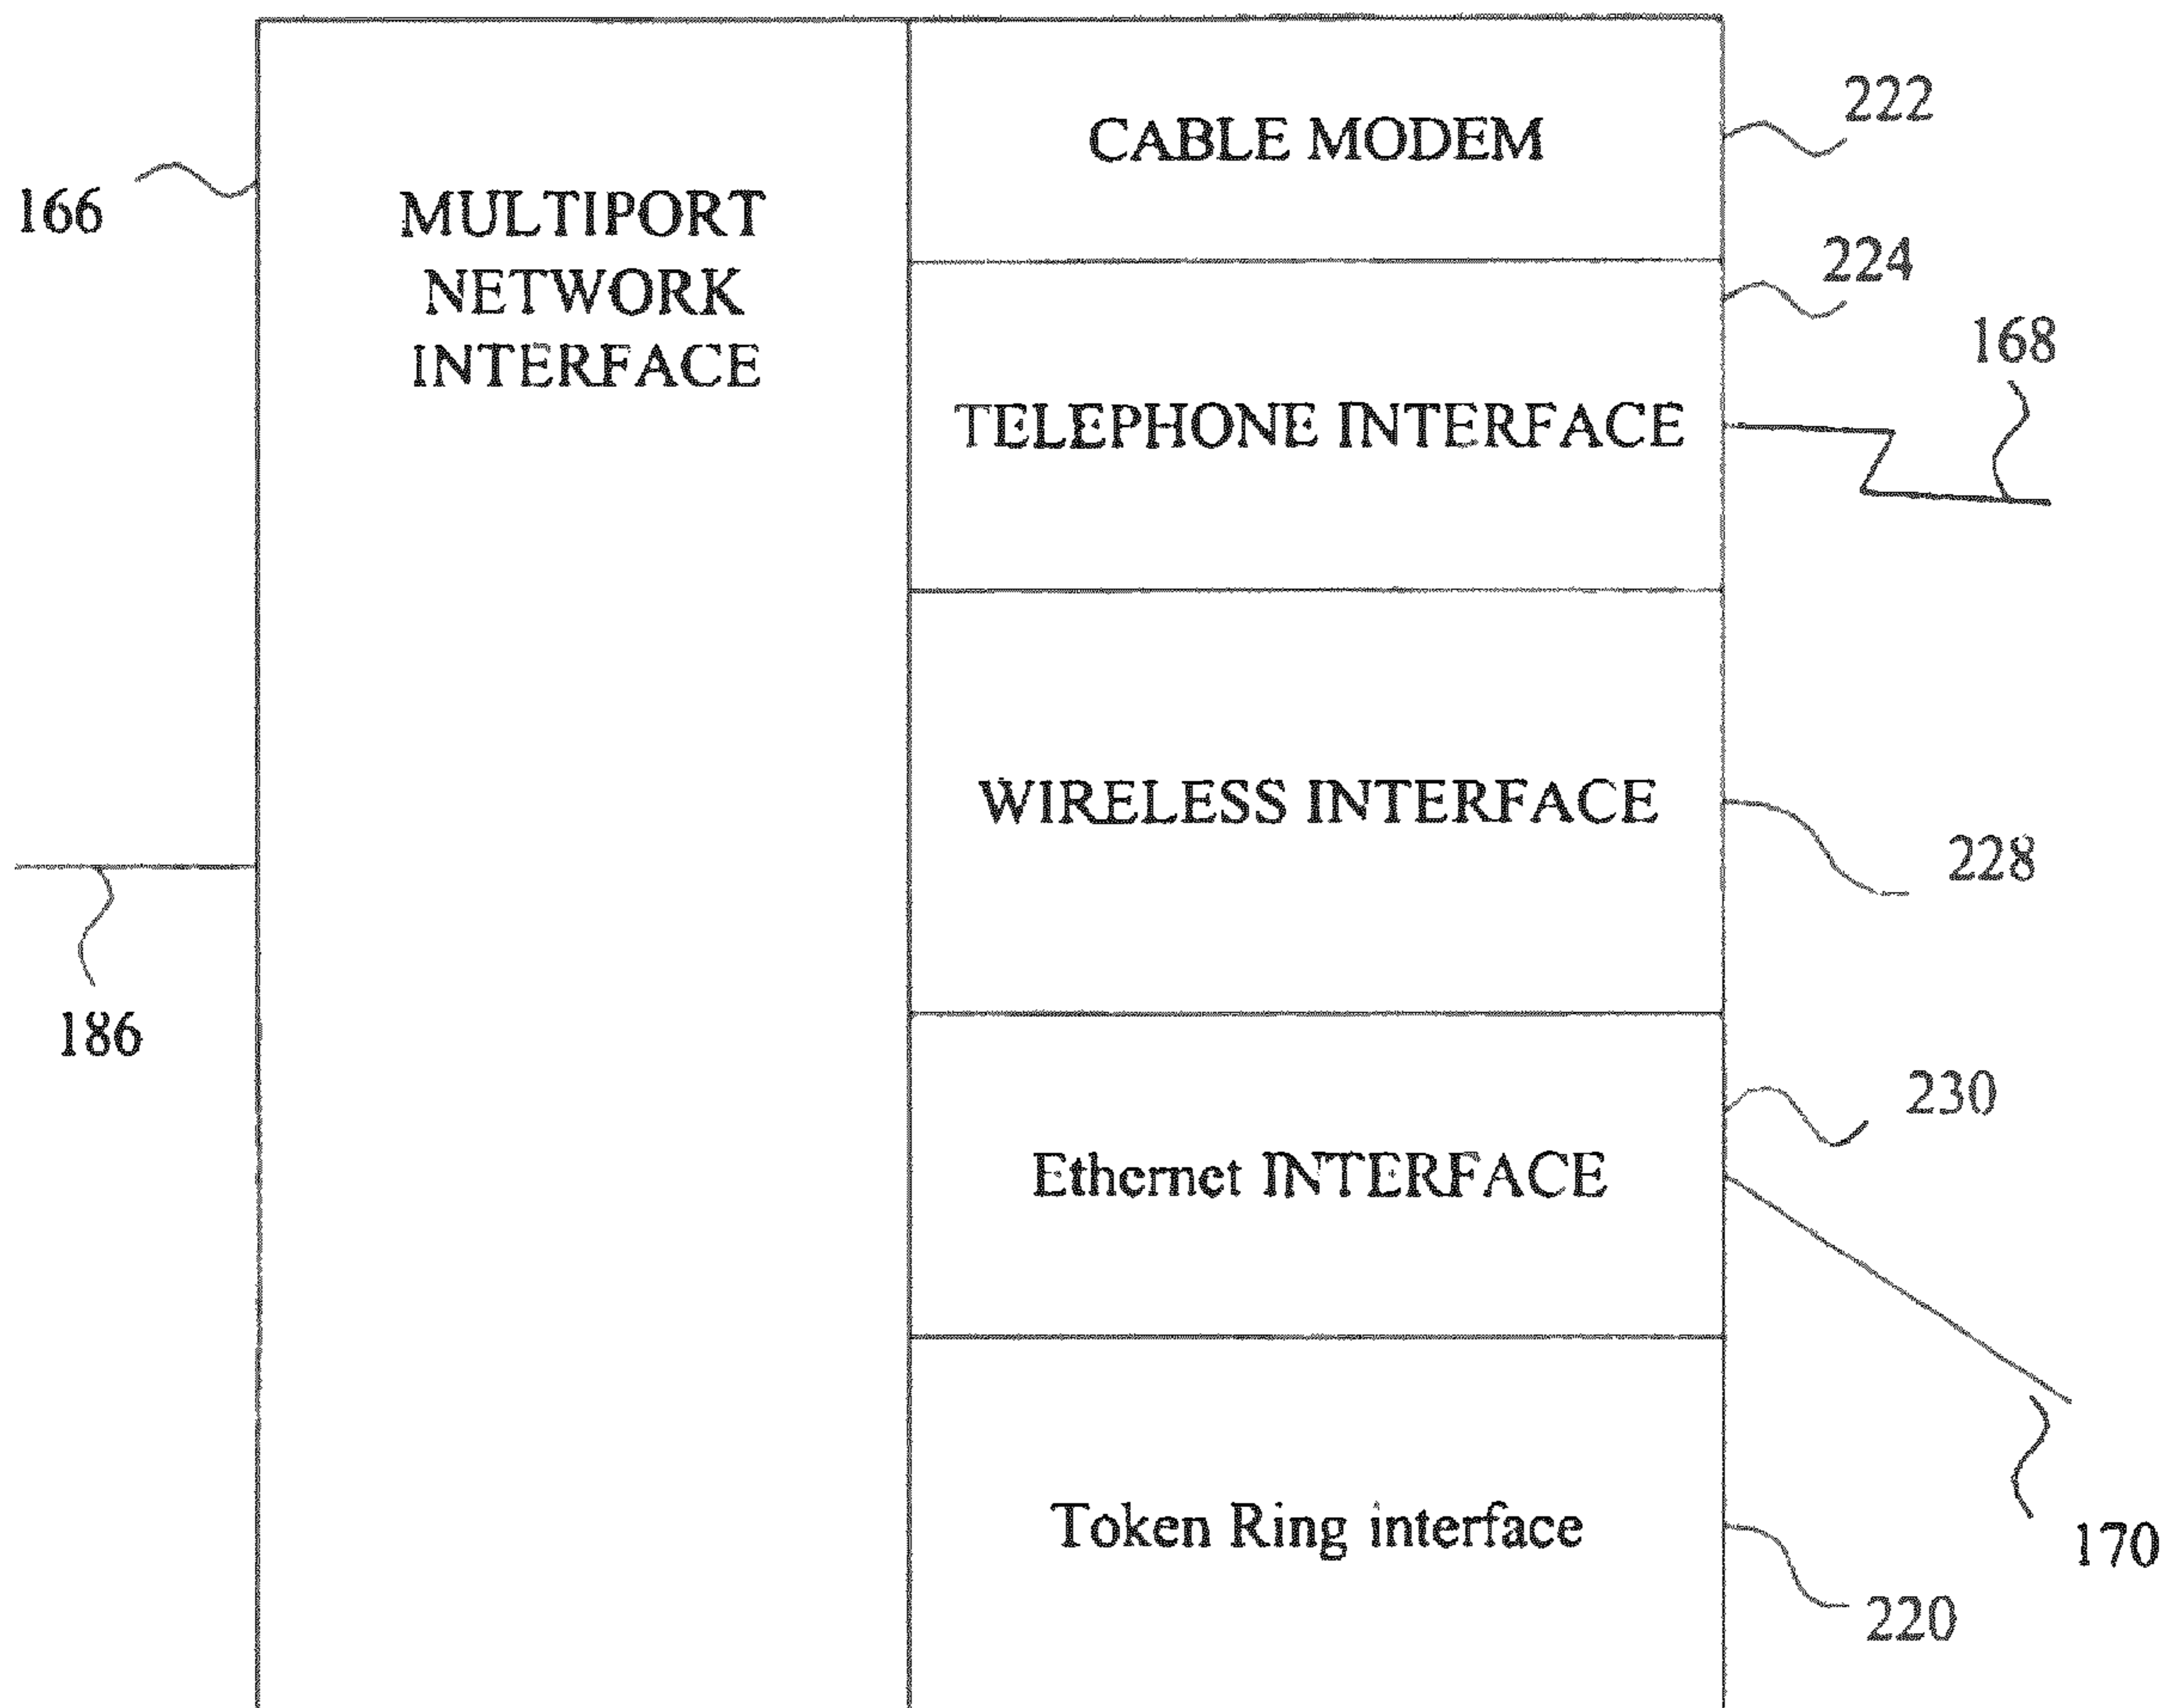 222
CABLE MODEM
166
MULTIPORT
NETWORK
INTERFACE
224
168
TELEPHONE INTERFACE
WIRELESS INTERFACE
228
186
230
Ethernet INTERFACE
Token Ring interface
170
220